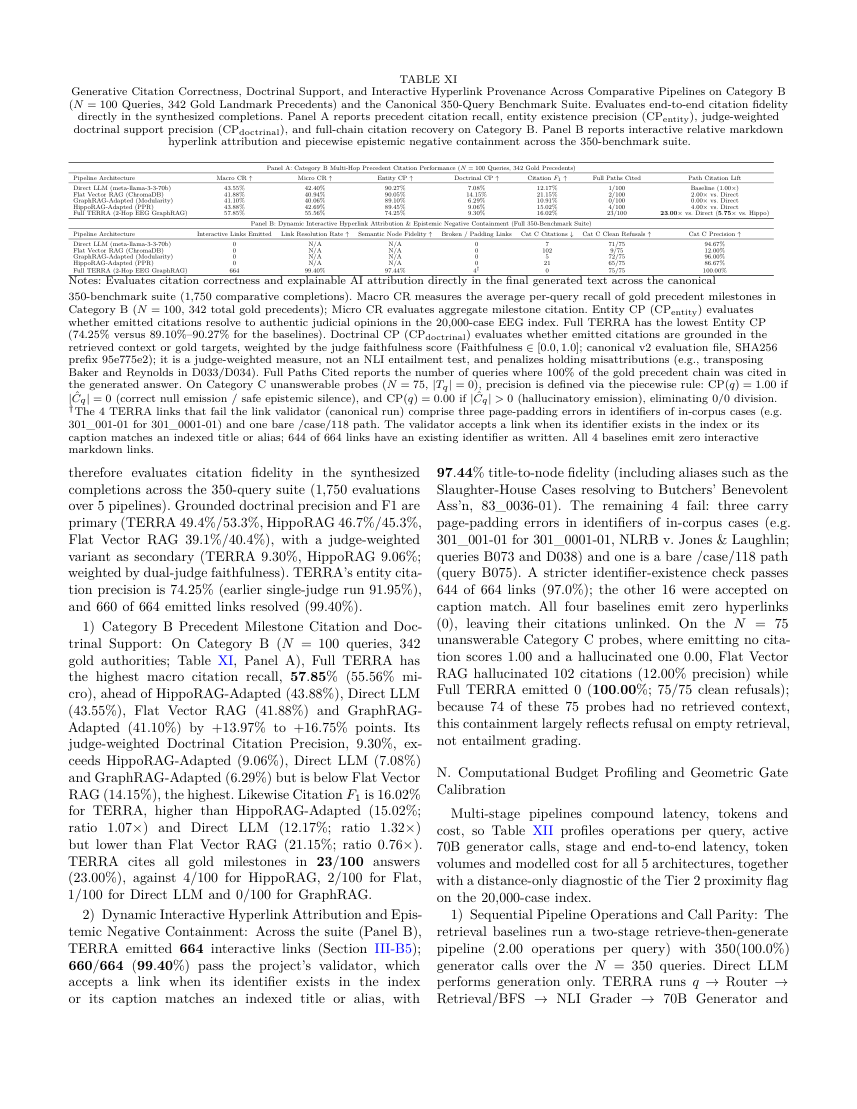 TABLE XI
Generative Citation Correctness, Doctrinal Support, and Interactive Hyperlink Provenance Across Comparative Pipelines on Category B
(N = 100 Queries, 342 Gold Landmark Precedents) and the Canonical 350-Query Benchmark Suite. Evaluates end-to-end citation fidelity
directly in the synthesized completions. Panel A reports precedent citation recall, entity existence precision (CPentity), judge-weighted
doctrinal support precision (CPdoctrinal), and full-chain citation recovery on Category B. Panel B reports interactive relative markdown
hyperlink attribution and piecewise epistemic negative containment across the 350-benchmark suite.
Panel A: Category B Multi-Hop Precedent Citation Performance (N = 100 Queries, 342 Gold Precedents)
Pipeline Architecture Macro CR ↑ Micro CR ↑ Entity CP ↑ Doctrinal CP ↑ Citation F1 ↑ Full Paths Cited Path Citation Lift
Direct LLM (meta-llama-3-3-70b) 43.55% 42.40% 90.27% 7.08% 12.17% 1/100 Baseline (1.00×)
Flat Vector RAG (ChromaDB) 41.88% 40.94% 90.05% 14.15% 21.15% 2/100 2.00× vs. Direct
GraphRAG-Adapted (Modularity) 41.10% 40.06% 89.10% 6.29% 10.91% 0/100 0.00× vs. Direct
HippoRAG-Adapted (PPR) 43.88% 42.69% 89.45% 9.06% 15.02% 4/100 4.00× vs. Direct
Full TERRA (2-Hop EEG GraphRAG) 57.85% 55.56% 74.25% 9.30% 16.02% 23/100 23.00× vs. Direct (5.75× vs. Hippo)
Panel B: Dynamic Interactive Hyperlink Attribution & Epistemic Negative Containment (Full 350-Benchmark Suite)
Pipeline Architecture Interactive Links Emitted Link Resolution Rate ↑ Semantic Node Fidelity ↑ Broken / Padding Links Cat C Citations ↓ Cat C Clean Refusals ↑ Cat C Precision ↑
Direct LLM (meta-llama-3-3-70b) 0 N/A N/A 0 7 71/75 94.67%
Flat Vector RAG (ChromaDB) 0 N/A N/A 0 102 9/75 12.00%
GraphRAG-Adapted (Modularity) 0 N/A N/A 0 5 72/75 96.00%
HippoRAG-Adapted (PPR) 0 N/A N/A 0 21 65/75 86.67%
Full TERRA (2-Hop EEG GraphRAG) 664 99.40% 97.44% 4† 0 75/75 100.00%
Notes: Evaluates citation correctness and explainable AI attribution directly in the final generated text across the canonical
350-benchmark suite (1,750 comparative completions). Macro CR measures the average per-query recall of gold precedent milestones in
Category B (N = 100, 342 total gold precedents); Micro CR evaluates aggregate milestone citation. Entity CP (CPentity) evaluates
whether emitted citations resolve to authentic judicial opinions in the 20,000-case EEG index. Full TERRA has the lowest Entity CP
(74.25% versus 89.10%–90.27% for the baselines). Doctrinal CP (CPdoctrinal) evaluates whether emitted citations are grounded in the
retrieved context or gold targets, weighted by the judge faithfulness score (Faithfulness ∈ [0.0, 1.0]; canonical v2 evaluation file, SHA256
prefix 95e775e2); it is a judge-weighted measure, not an NLI entailment test, and penalizes holding misattributions (e.g., transposing
Baker and Reynolds in D033/D034). Full Paths Cited reports the number of queries where 100% of the gold precedent chain was cited in
the generated answer. On Category C unanswerable probes (N = 75, |Tq| = 0), precision is defined via the piecewise rule: CP(q) = 1.00 if
|Ĉq| = 0 (correct null emission / safe epistemic silence), and CP(q) = 0.00 if |Ĉq| > 0 (hallucinatory emission), eliminating 0/0 division.
†The 4 TERRA links that fail the link validator (canonical run) comprise three page-padding errors in identifiers of in-corpus cases (e.g.
301_001-01 for 301_0001-01) and one bare /case/118 path. The validator accepts a link when its identifier exists in the index or its
caption matches an indexed title or alias; 644 of 664 links have an existing identifier as written. All 4 baselines emit zero interactive
markdown links.
therefore evaluates citation fidelity in the synthesized
completions across the 350-query suite (1,750 evaluations
over 5 pipelines). Grounded doctrinal precision and F1 are
primary (TERRA 49.4%/53.3%, HippoRAG 46.7%/45.3%,
Flat Vector RAG 39.1%/40.4%), with a judge-weighted
variant as secondary (TERRA 9.30%, HippoRAG 9.06%;
weighted by dual-judge faithfulness). TERRA's entity cita-
tion precision is 74.25% (earlier single-judge run 91.95%),
and 660 of 664 emitted links resolved (99.40%).
1) Category B Precedent Milestone Citation and Doc-
trinal Support: On Category B (N = 100 queries, 342
gold authorities; Table XI, Panel A), Full TERRA has
the highest macro citation recall, 57.85% (55.56% mi-
cro), ahead of HippoRAG-Adapted (43.88%), Direct LLM
(43.55%), Flat Vector RAG (41.88%) and GraphRAG-
Adapted (41.10%) by +13.97% to +16.75% points. Its
judge-weighted Doctrinal Citation Precision, 9.30%, ex-
ceeds HippoRAG-Adapted (9.06%), Direct LLM (7.08%)
and GraphRAG-Adapted (6.29%) but is below Flat Vector
RAG (14.15%), the highest. Likewise Citation F1 is 16.02%
for TERRA, higher than HippoRAG-Adapted (15.02%;
ratio 1.07×) and Direct LLM (12.17%; ratio 1.32×)
but lower than Flat Vector RAG (21.15%; ratio 0.76×).
TERRA cites all gold milestones in 23/100 answers
(23.00%), against 4/100 for HippoRAG, 2/100 for Flat,
1/100 for Direct LLM and 0/100 for GraphRAG.
2) Dynamic Interactive Hyperlink Attribution and Epis-
temic Negative Containment: Across the suite (Panel B),
TERRA emitted 664 interactive links (Section III-B5);
660/664 (99.40%) pass the project's validator, which
accepts a link when its identifier exists in the index
or its caption matches an indexed title or alias, with
97.44% title-to-node fidelity (including aliases such as the
Slaughter-House Cases resolving to Butchers' Benevolent
Ass'n, 83_0036-01). The remaining 4 fail: three carry
page-padding errors in identifiers of in-corpus cases (e.g.
301_001-01 for 301_0001-01, NLRB v. Jones & Laughlin;
queries B073 and D038) and one is a bare /case/118 path
(query B075). A stricter identifier-existence check passes
644 of 664 links (97.0%); the other 16 were accepted on
caption match. All four baselines emit zero hyperlinks
(0), leaving their citations unlinked. On the N = 75
unanswerable Category C probes, where emitting no cita-
tion scores 1.00 and a hallucinated one 0.00, Flat Vector
RAG hallucinated 102 citations (12.00% precision) while
Full TERRA emitted 0 (100.00%; 75/75 clean refusals);
because 74 of these 75 probes had no retrieved context,
this containment largely reflects refusal on empty retrieval,
not entailment grading.
N. Computational Budget Profiling and Geometric Gate
Calibration
Multi-stage pipelines compound latency, tokens and
cost, so Table XII profiles operations per query, active
70B generator calls, stage and end-to-end latency, token
volumes and modelled cost for all 5 architectures, together
with a distance-only diagnostic of the Tier 2 proximity flag
on the 20,000-case index.
1) Sequential Pipeline Operations and Call Parity: The
retrieval baselines run a two-stage retrieve-then-generate
pipeline (2.00 operations per query) with 350(100.0%)
generator calls over the N = 350 queries. Direct LLM
performs generation only. TERRA runs q → Router →
Retrieval/BFS → NLI Grader → 70B Generator and